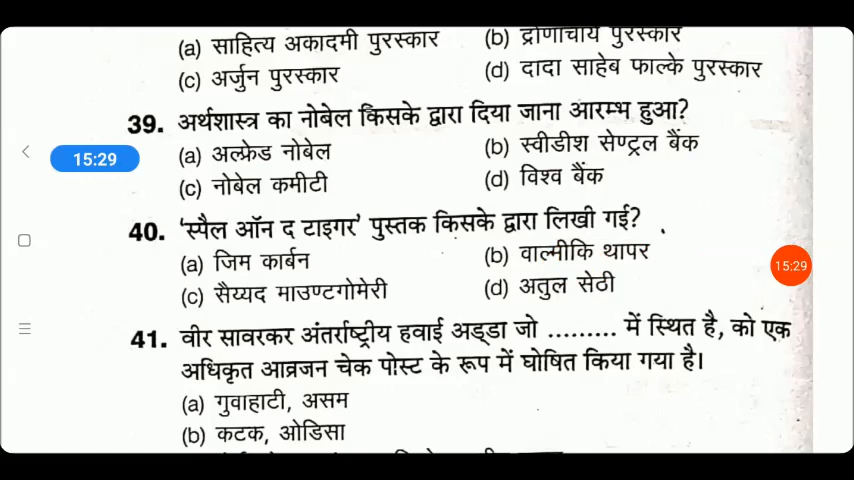 (a) साहित्य अकादमी पुरस्कार (b) द्रोणाचार्य पुरस्कार
(c) अर्जुन पुरस्कार (d) दादा साहेब फाल्के पुरस्कार
39. अर्थशास्त्र का नोबेल किसके द्वारा दिया जाना आरम्भ हुआ?
(a) अल्फ्रेड नोबेल (b) स्वीडीश सेण्ट्रल बैंक
15:29
(c) नोबेल कमीटी (d) विश्व बैंक
40. 'स्पैल ऑन द टाइगर' पुस्तक किसके द्वारा लिखी गई?
(a) जिम कार्बन (b) वाल्मीकि थापर
15:29
(c) सैय्यद माउण्टगोमेरी (d) अतुल सेठी
41. वीर सावरकर अंतर्राष्ट्रीय हवाई अड्डा जो ......... में स्थित है, को एक
अधिकृत आव्रजन चेक पोस्ट के रूप में घोषित किया गया है।
(a) गुवाहाटी, असम
(b) कटक, ओडिसा